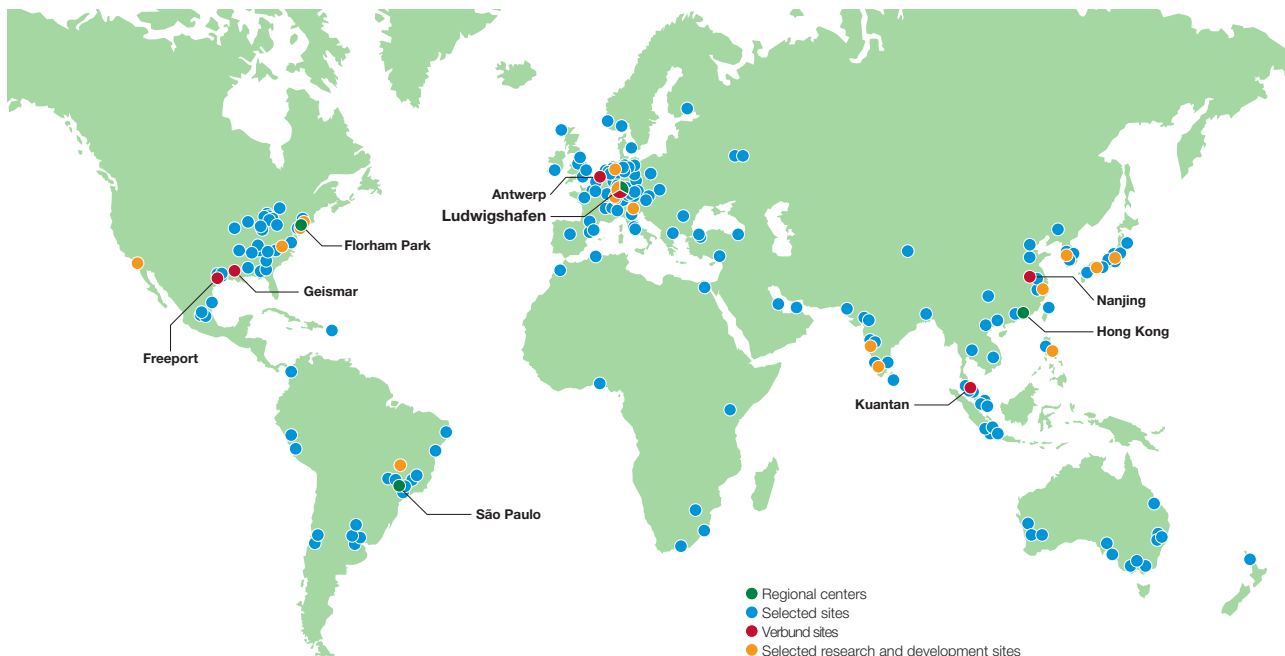 Antwerp
Ludwigshafen
Florham Park
Geismar
Nanjing
Hong Kong
Freeport
Kuantan
São Paulo
Regional centers
Selected sites
Verbund sites
Selected research and development sites